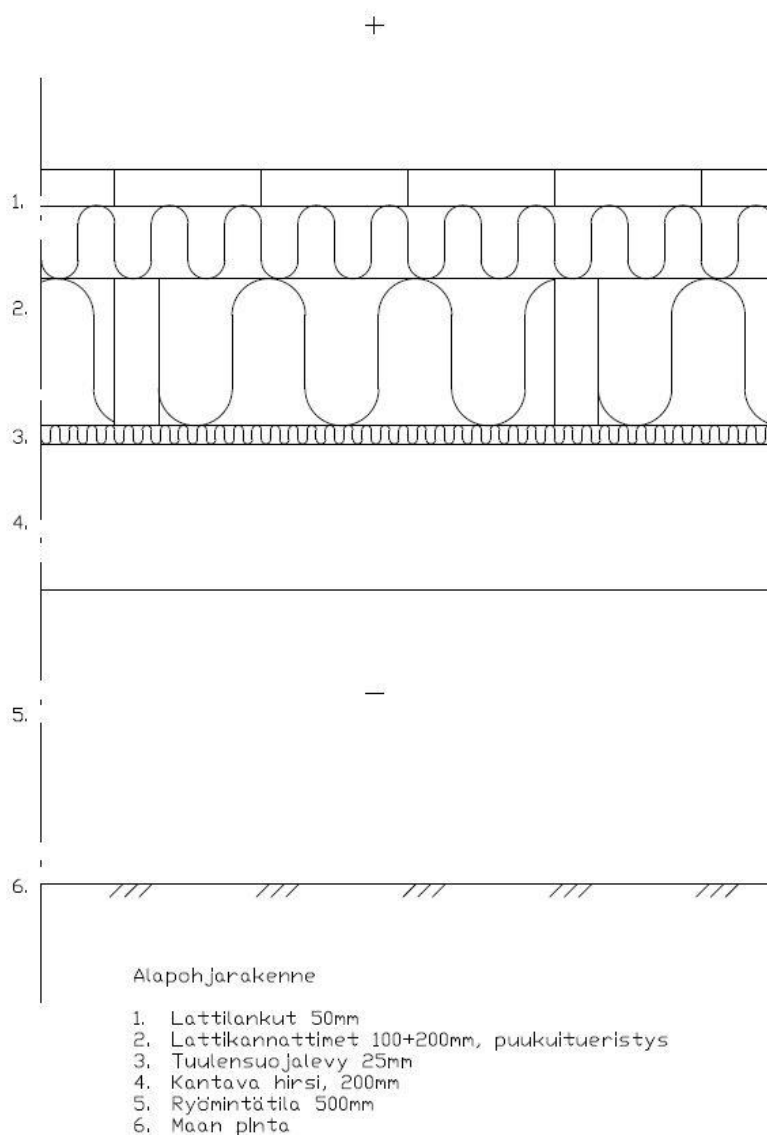 +
1.
2.
3.
4.
−
5.
6.
Alapohjarakenne
1. Lattilankut 50mm
2. Lattikannattimet 100+200mm, puukuitueristys
3. Tuulensuojalevy 25mm
4. Kantava hirsi, 200mm
5. Ryömintätila 500mm
6. Maan pinta